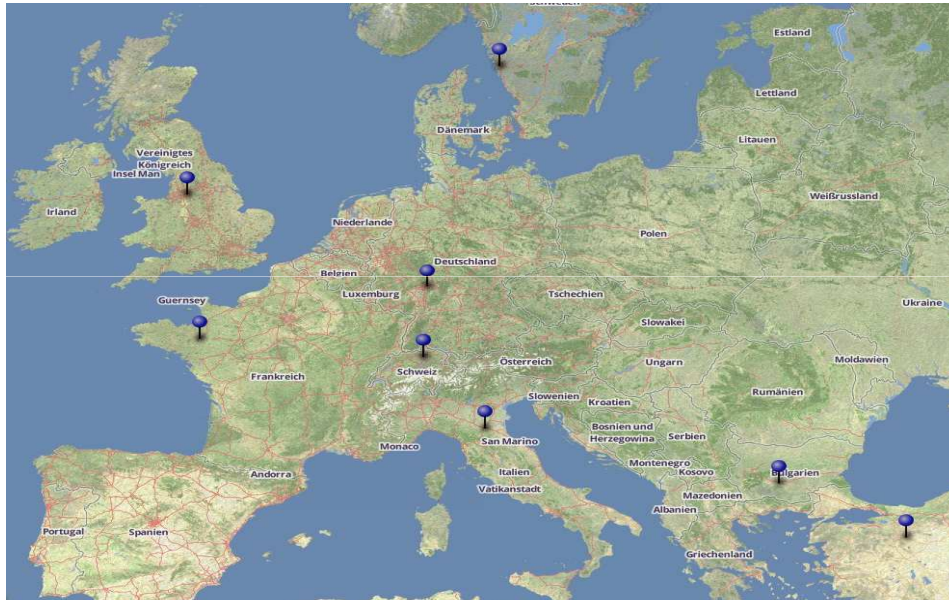 Schweden
Estland
Lettland
Dänemark
Litauen
Vereinigtes
Königreich
Insel Man
Weißrussland
Irland
Niederlande
Polen
Deutschland
Belgien
Luxemburg
Guernsey
Tschechien
Ukraine
Slowakei
Moldawien
Frankreich
Schweiz
Österreich
Ungarn
Rumänien
Slowenien
Kroatien
Bosnien und
Herzegowina
Serbien
Monaco
San Marino
Montenegro
Kosovo
Bulgarien
Andorra
Italien
Vatikanstadt
Mazedonien
Albanien
Portugal
Spanien
Griechenland